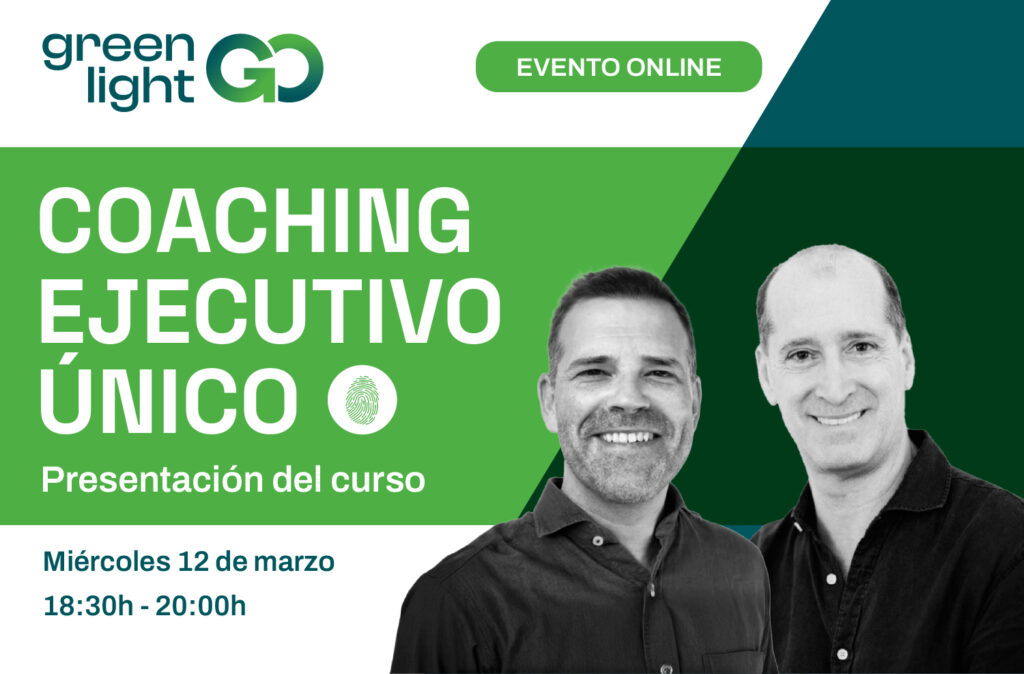 green
light GO
EVENTO ONLINE
COACHING
EJECUTIVO
ÚNICO
Presentación del curso
Miércoles 12 de marzo
18:30h - 20:00h